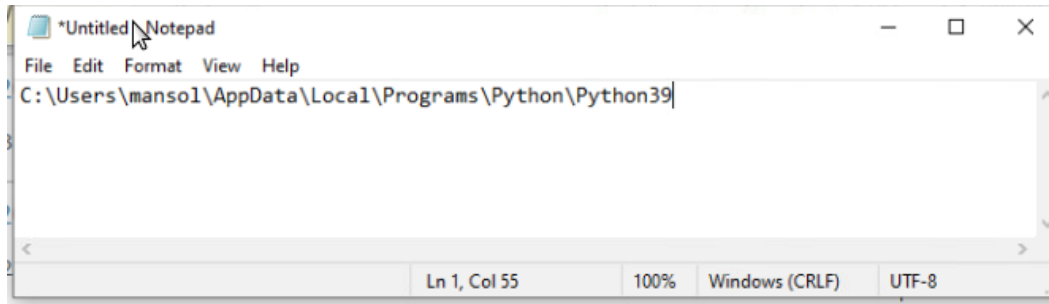 *Untitled - Notepad
File Edit Format View Help
C:\Users\mansol\AppData\Local\Programs\Python\Python39
Ln 1, Col 55 100% Windows (CRLF) UTF-8